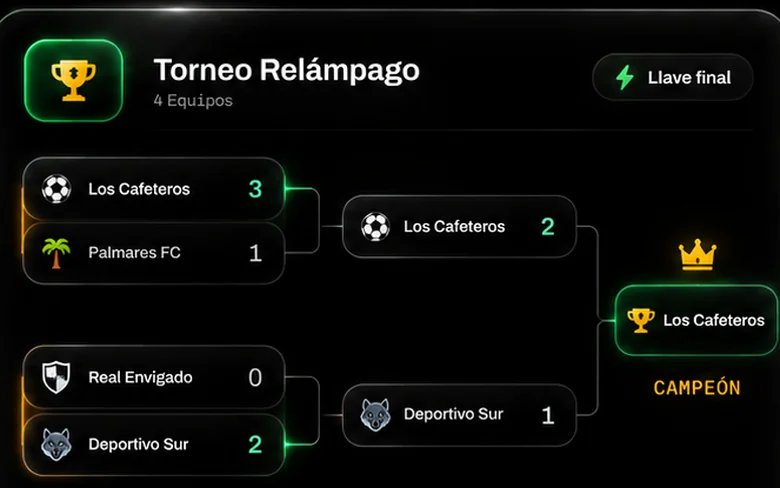 Torneo Relámpago
4 Equipos
Llave final
Los Cafeteros 3
Palmares FC 1
Real Envigado 0
Deportivo Sur 2
Los Cafeteros 2
Deportivo Sur 1
Los Cafeteros
CAMPEÓN